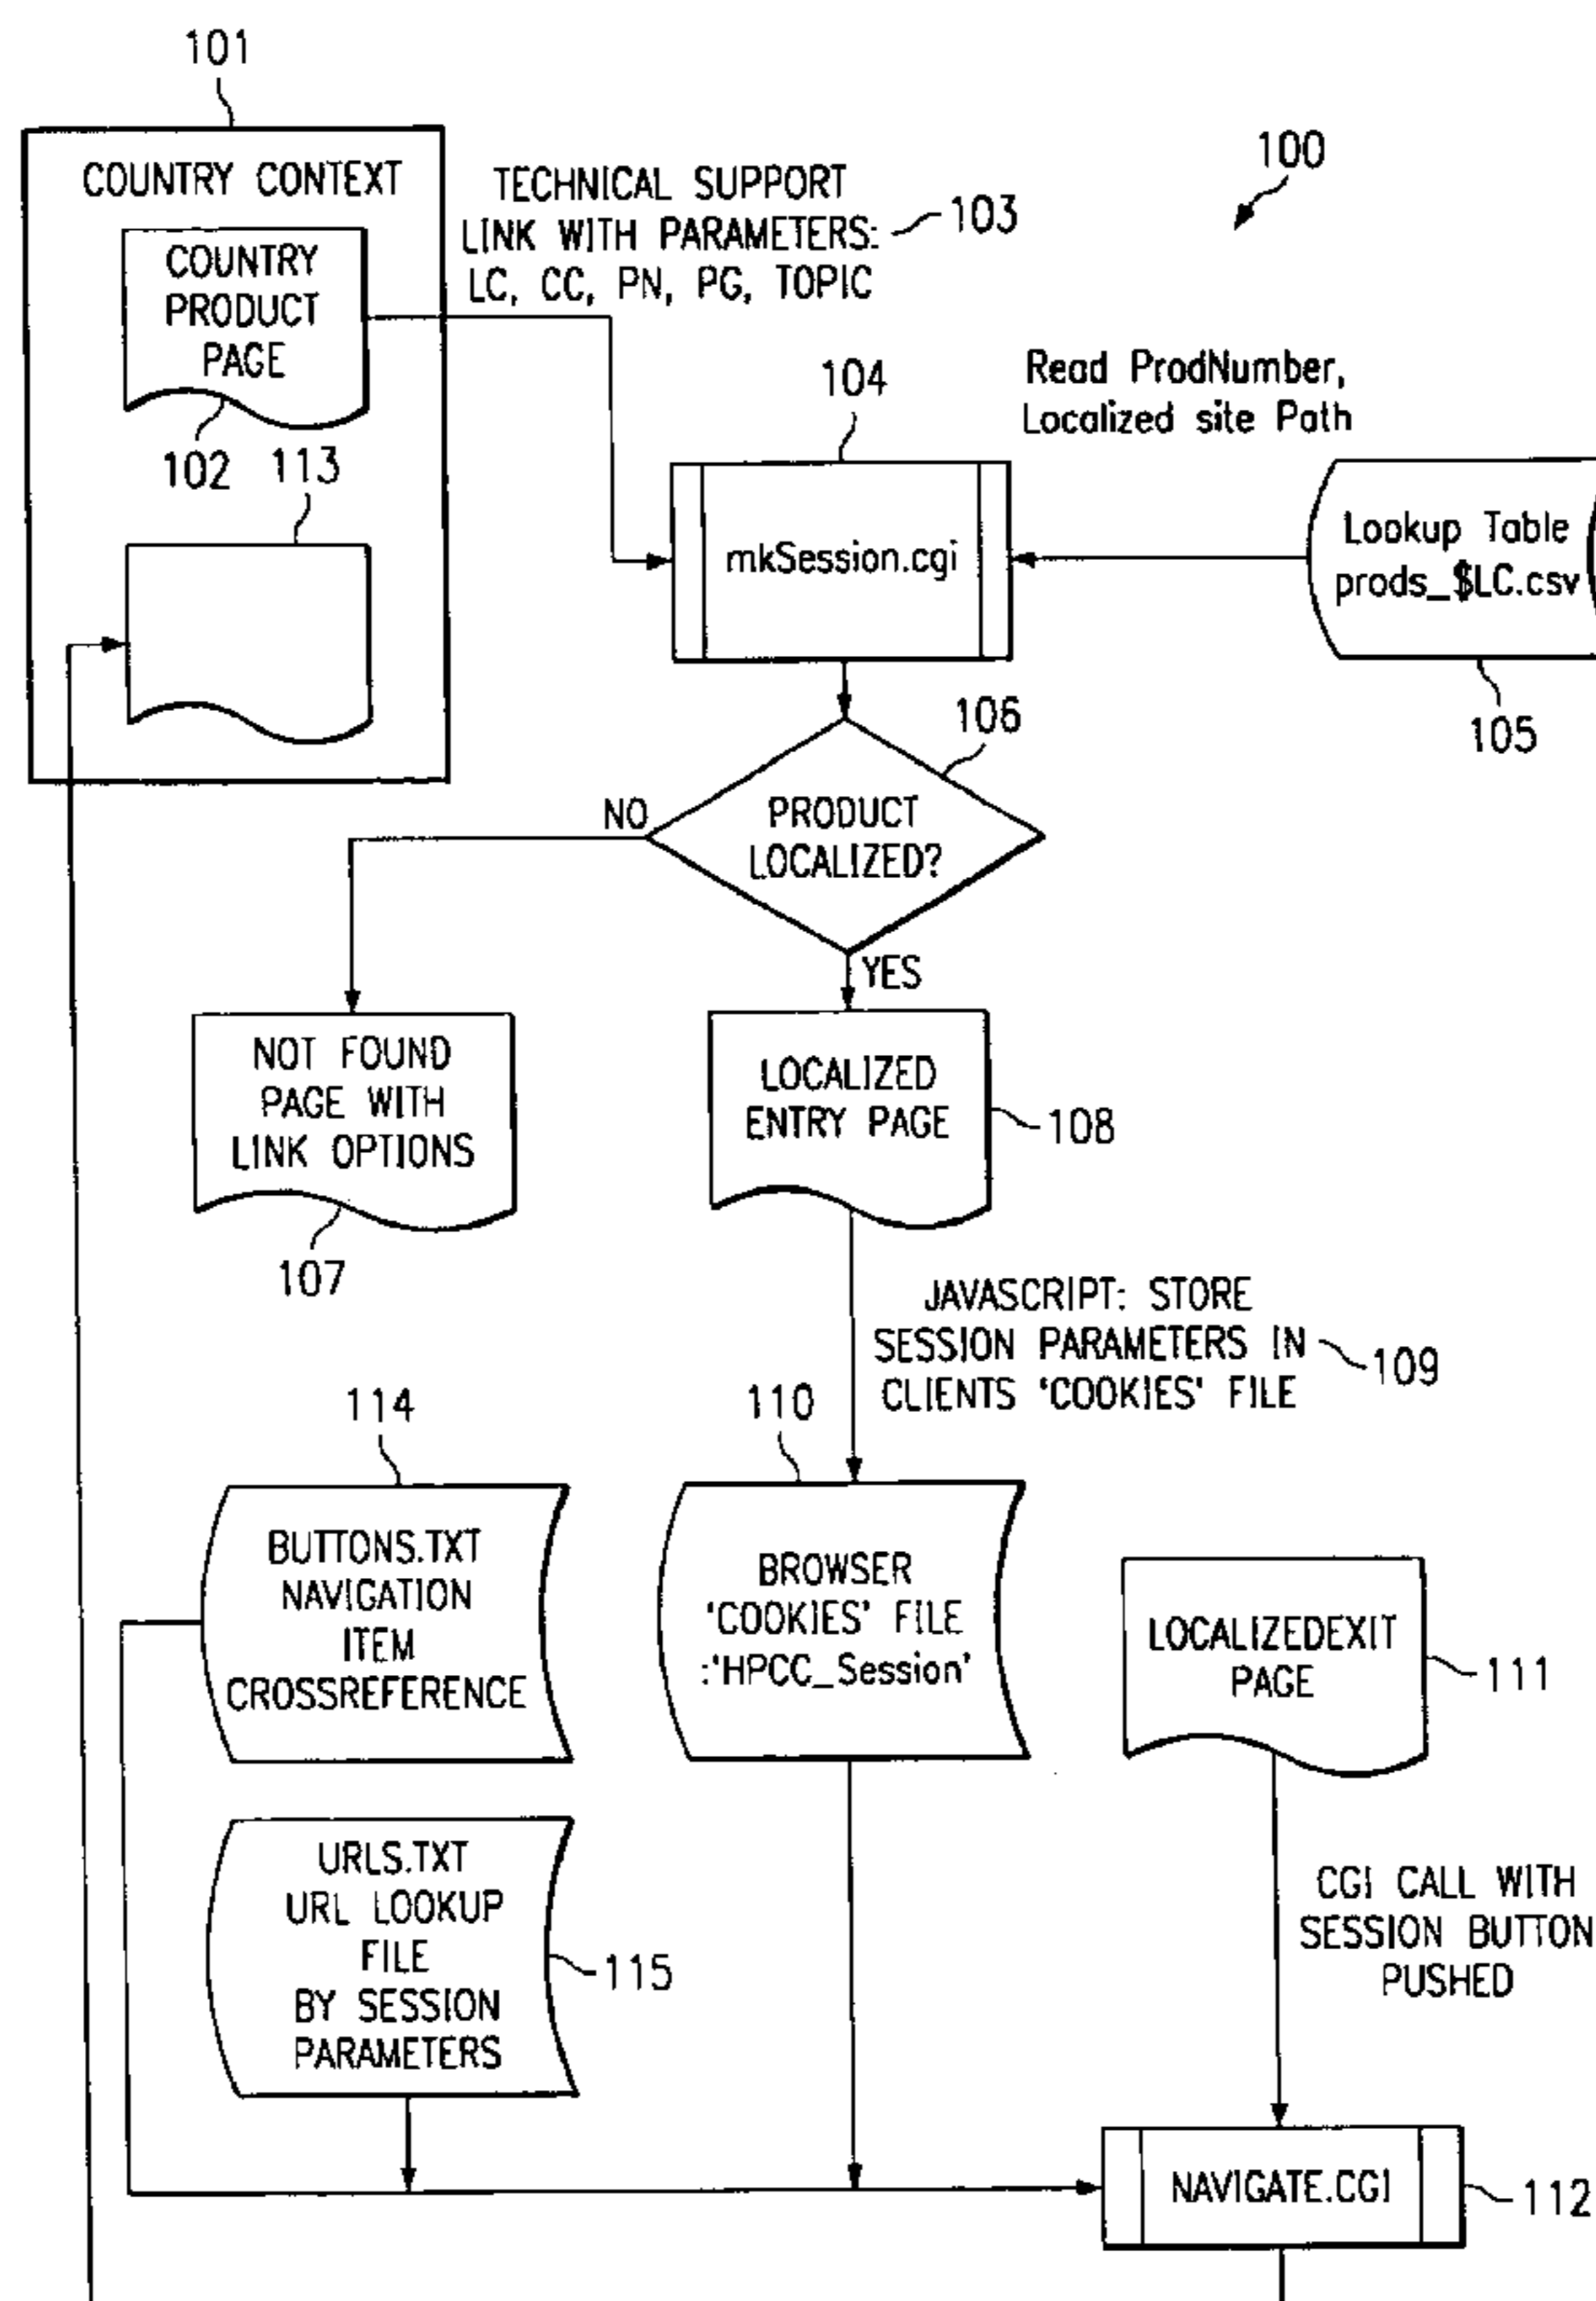 101
100
COUNTRY CONTEXT
TECHNICAL SUPPORT
LINK WITH PARAMETERS:
LC, CC, PN, PG, TOPIC
103
COUNTRY
PRODUCT
PAGE
102
113
104
Read ProdNumber,
Localized site Path
mkSession.cgi
Lookup Table
prods_$LC.csv
105
106
PRODUCT
LOCALIZED?
NO
YES
NOT FOUND
PAGE WITH
LINK OPTIONS
107
LOCALIZED
ENTRY PAGE
108
JAVASCRIPT: STORE
SESSION PARAMETERS IN
CLIENTS 'COOKIES' FILE
109
114
110
BUTTONS.TXT
NAVIGATION
ITEM
CROSSREFERENCE
BROWSER
'COOKIES' FILE
:'HPCC_Session'
LOCALIZEDEXIT
PAGE
111
URLS.TXT
URL LOOKUP
FILE
BY SESSION
PARAMETERS
115
CGI CALL WITH
SESSION BUTTON
PUSHED
NAVIGATE.CGI
112